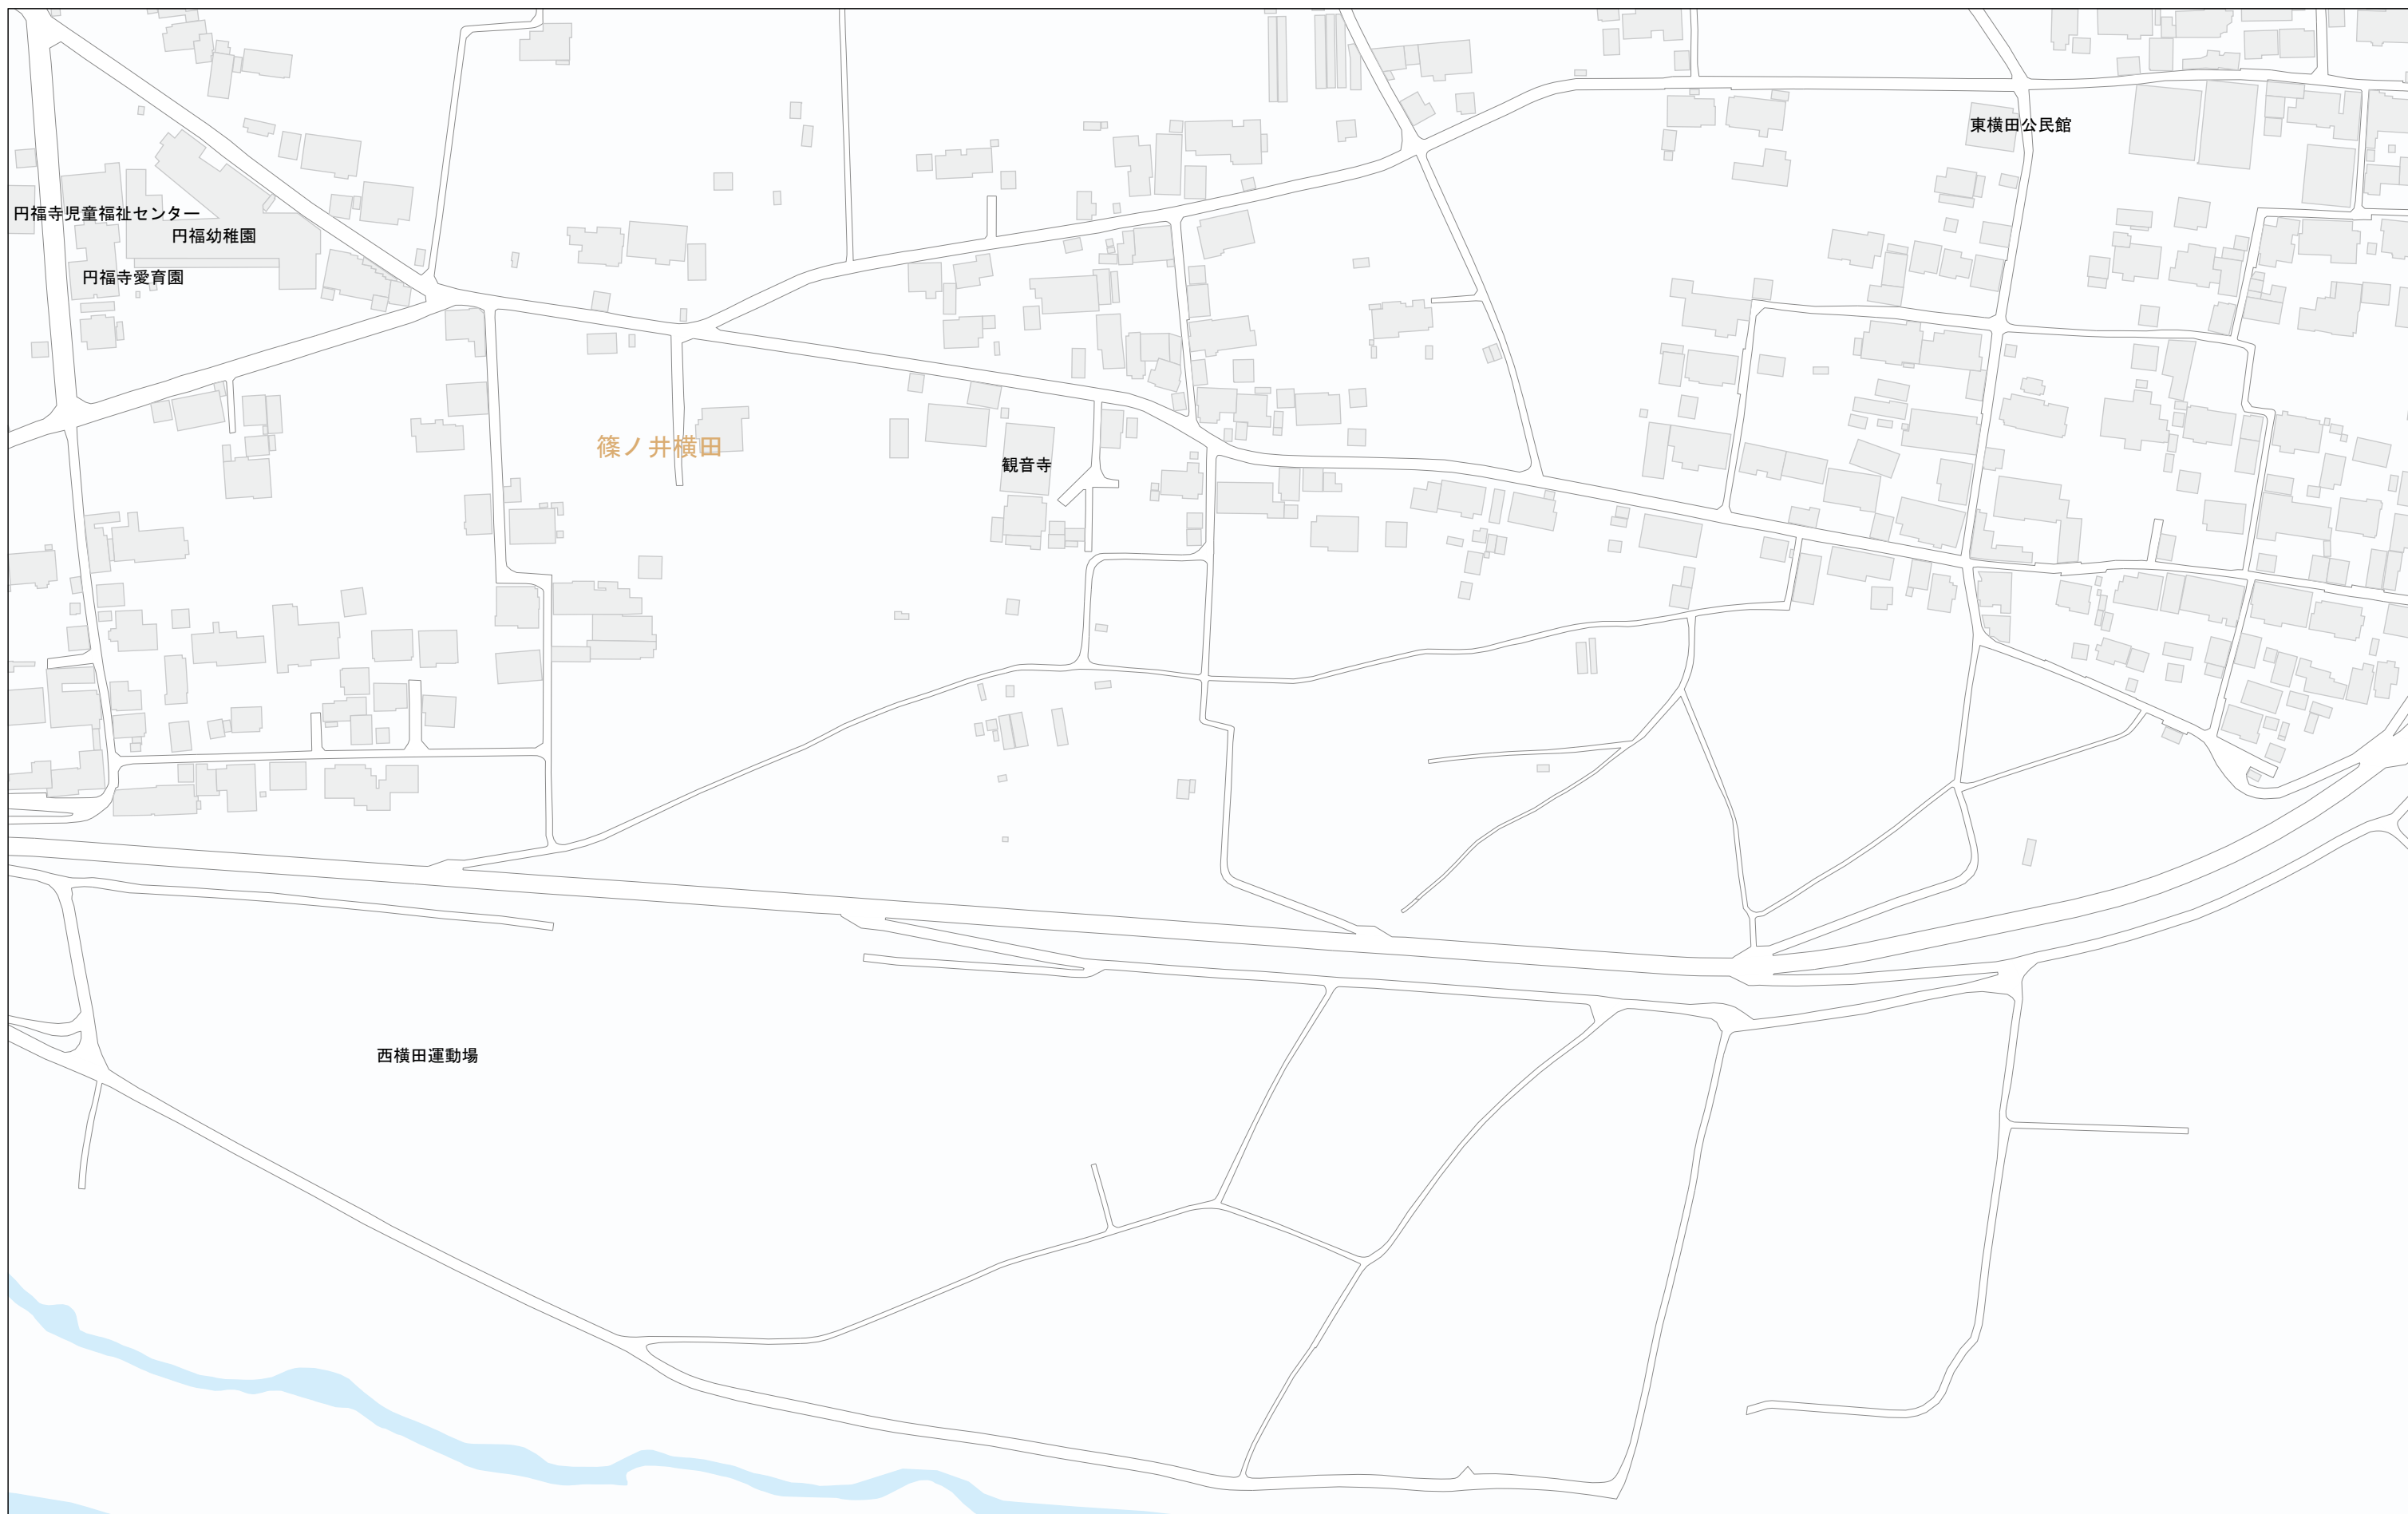 東横田公民館
円福寺児童福祉センター
円福幼稚園
円福寺愛育園
篠ノ井横田
観音寺
西横田運動場